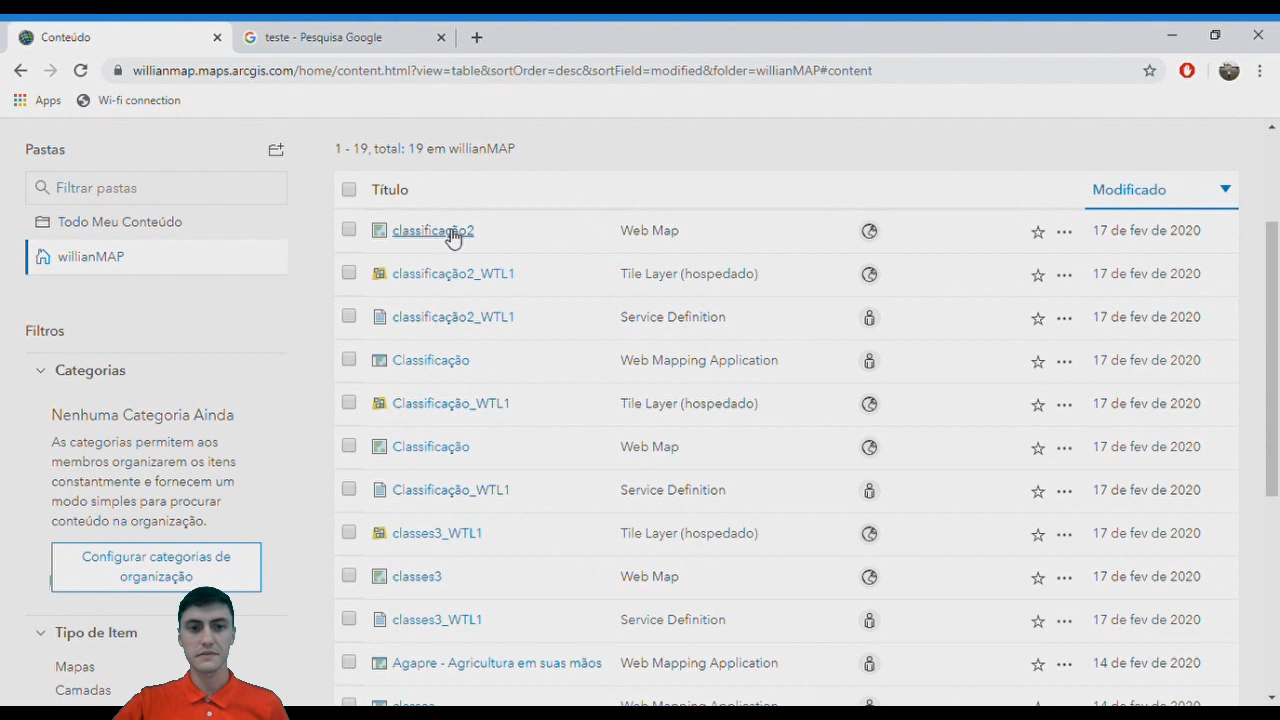 Conteúdo
teste - Pesquisa Google
willianmap.maps.arcgis.com/home/content.html?view=table&sortOrder=desc&sortField=modified&folder=willianMAP#content
Apps Wi-fi connection
Pastas
Filtrar pastas
Todo Meu Conteúdo
willianMAP
Filtros
Categorias
Nenhuma Categoria Ainda
As categorias permitem aos
membros organizarem os itens
constantemente e fornecem um
modo simples para procurar
conteúdo na organização.
Configurar categorias de
organização
Tipo de Item
Mapas
Camadas
1 - 19, total: 19 em willianMAP
Título Modificado
classificação2 Web Map 17 de fev de 2020
classificação2_WTL1 Tile Layer (hospedado) 17 de fev de 2020
classificação2_WTL1 Service Definition 17 de fev de 2020
Classificação Web Mapping Application 17 de fev de 2020
Classificação_WTL1 Tile Layer (hospedado) 17 de fev de 2020
Classificação Web Map 17 de fev de 2020
Classificação_WTL1 Service Definition 17 de fev de 2020
classes3_WTL1 Tile Layer (hospedado) 17 de fev de 2020
classes3 Web Map 17 de fev de 2020
classes3_WTL1 Service Definition 17 de fev de 2020
Agapre - Agricultura em suas mãos Web Mapping Application 14 de fev de 2020